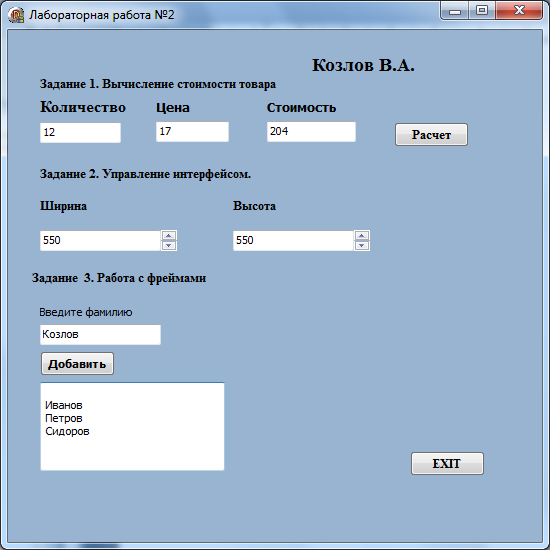 Лабораторная работа №2
Козлов В.А.
Задание 1. Вычисление стоимости товара
Количество Цена Стоимость
12 17 204 Расчет
Задание 2. Управление интерфейсом.
Ширина Высота
550 550
Задание 3. Работа с фреймами
Введите фамилию
Козлов
Добавить
Иванов
Петров
Сидоров
EXIT